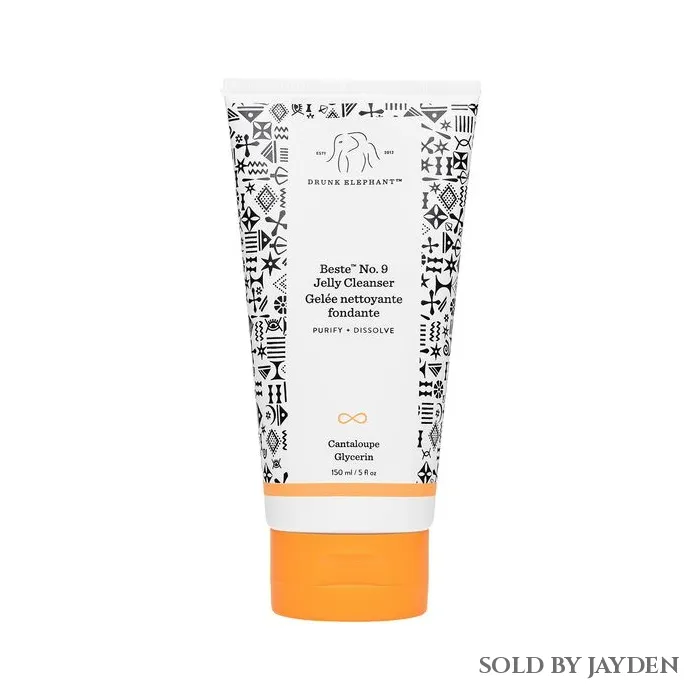 ESTD 2012
DRUNK ELEPHANT™
Beste™ No. 9
Jelly Cleanser
Gelée nettoyante
fondante
PURIFY • DISSOLVE
Cantaloupe
Glycerin
150 ml / 5 fl oz
SOLD BY JAYDEN